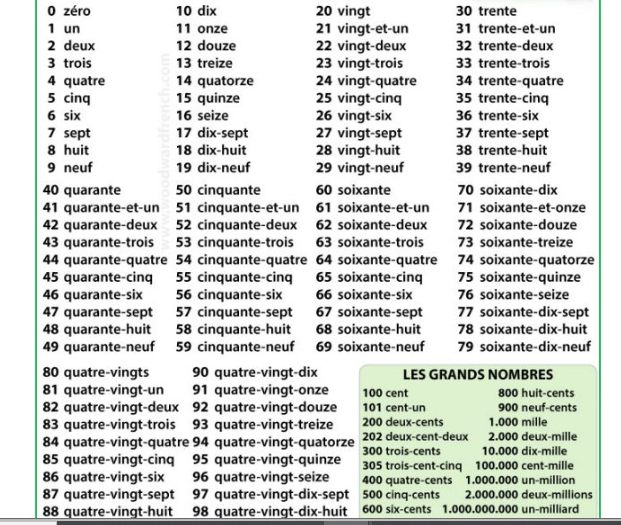 0 zéro
1 un
2 deux
3 trois
4 quatre
5 cinq
6 six
7 sept
8 huit
9 neuf
10 dix
11 onze
12 douze
13 treize
14 quatorze
15 quinze
16 seize
17 dix-sept
18 dix-huit
19 dix-neuf
20 vingt
21 vingt-et-un
22 vingt-deux
23 vingt-trois
24 vingt-quatre
25 vingt-cinq
26 vingt-six
27 vingt-sept
28 vingt-huit
29 vingt-neuf
30 trente
31 trente-et-un
32 trente-deux
33 trente-trois
34 trente-quatre
35 trente-cinq
36 trente-six
37 trente-sept
38 trente-huit
39 trente-neuf
40 quarante
41 quarante-et-un
42 quarante-deux
43 quarante-trois
44 quarante-quatre
45 quarante-cinq
46 quarante-six
47 quarante-sept
48 quarante-huit
49 quarante-neuf
50 cinquante
51 cinquante-et-un
52 cinquante-deux
53 cinquante-trois
54 cinquante-quatre
55 cinquante-cinq
56 cinquante-six
57 cinquante-sept
58 cinquante-huit
59 cinquante-neuf
60 soixante
61 soixante-et-un
62 soixante-deux
63 soixante-trois
64 soixante-quatre
65 soixante-cinq
66 soixante-six
67 soixante-sept
68 soixante-huit
69 soixante-neuf
70 soixante-dix
71 soixante-et-onze
72 soixante-douze
73 soixante-treize
74 soixante-quatorze
75 soixante-quinze
76 soixante-seize
77 soixante-dix-sept
78 soixante-dix-huit
79 soixante-dix-neuf
80 quatre-vingts
81 quatre-vingt-un
82 quatre-vingt-deux
83 quatre-vingt-trois
84 quatre-vingt-quatre
85 quatre-vingt-cinq
86 quatre-vingt-six
87 quatre-vingt-sept
88 quatre-vingt-huit
90 quatre-vingt-dix
91 quatre-vingt-onze
92 quatre-vingt-douze
93 quatre-vingt-treize
94 quatre-vingt-quatorze
95 quatre-vingt-quinze
96 quatre-vingt-seize
97 quatre-vingt-dix-sept
98 quatre-vingt-dix-huit
LES GRANDS NOMBRES
100 cent
101 cent-un
200 deux-cents
202 deux-cent-deux
300 trois-cents
305 trois-cent-cinq
400 quatre-cents
500 cinq-cents
600 six-cents
800 huit-cents
900 neuf-cents
1.000 mille
2.000 deux-mille
10.000 dix-mille
100.000 cent-mille
1.000.000 un-million
2.000.000 deux-millions
1.000.000.000 un-milliard
www.woodwardfrench.com